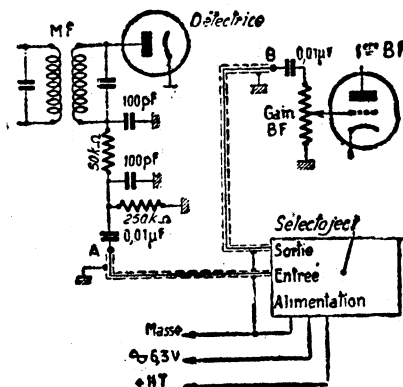 MF
Détectrice
100pF
50kΩ
100pF
250kΩ
0,01µF
A
B
0,01µF
1ère BF
Gain
BF
Sélectoject
Sortie
Entrée
Alimentation
Masse
6,3V
+HT